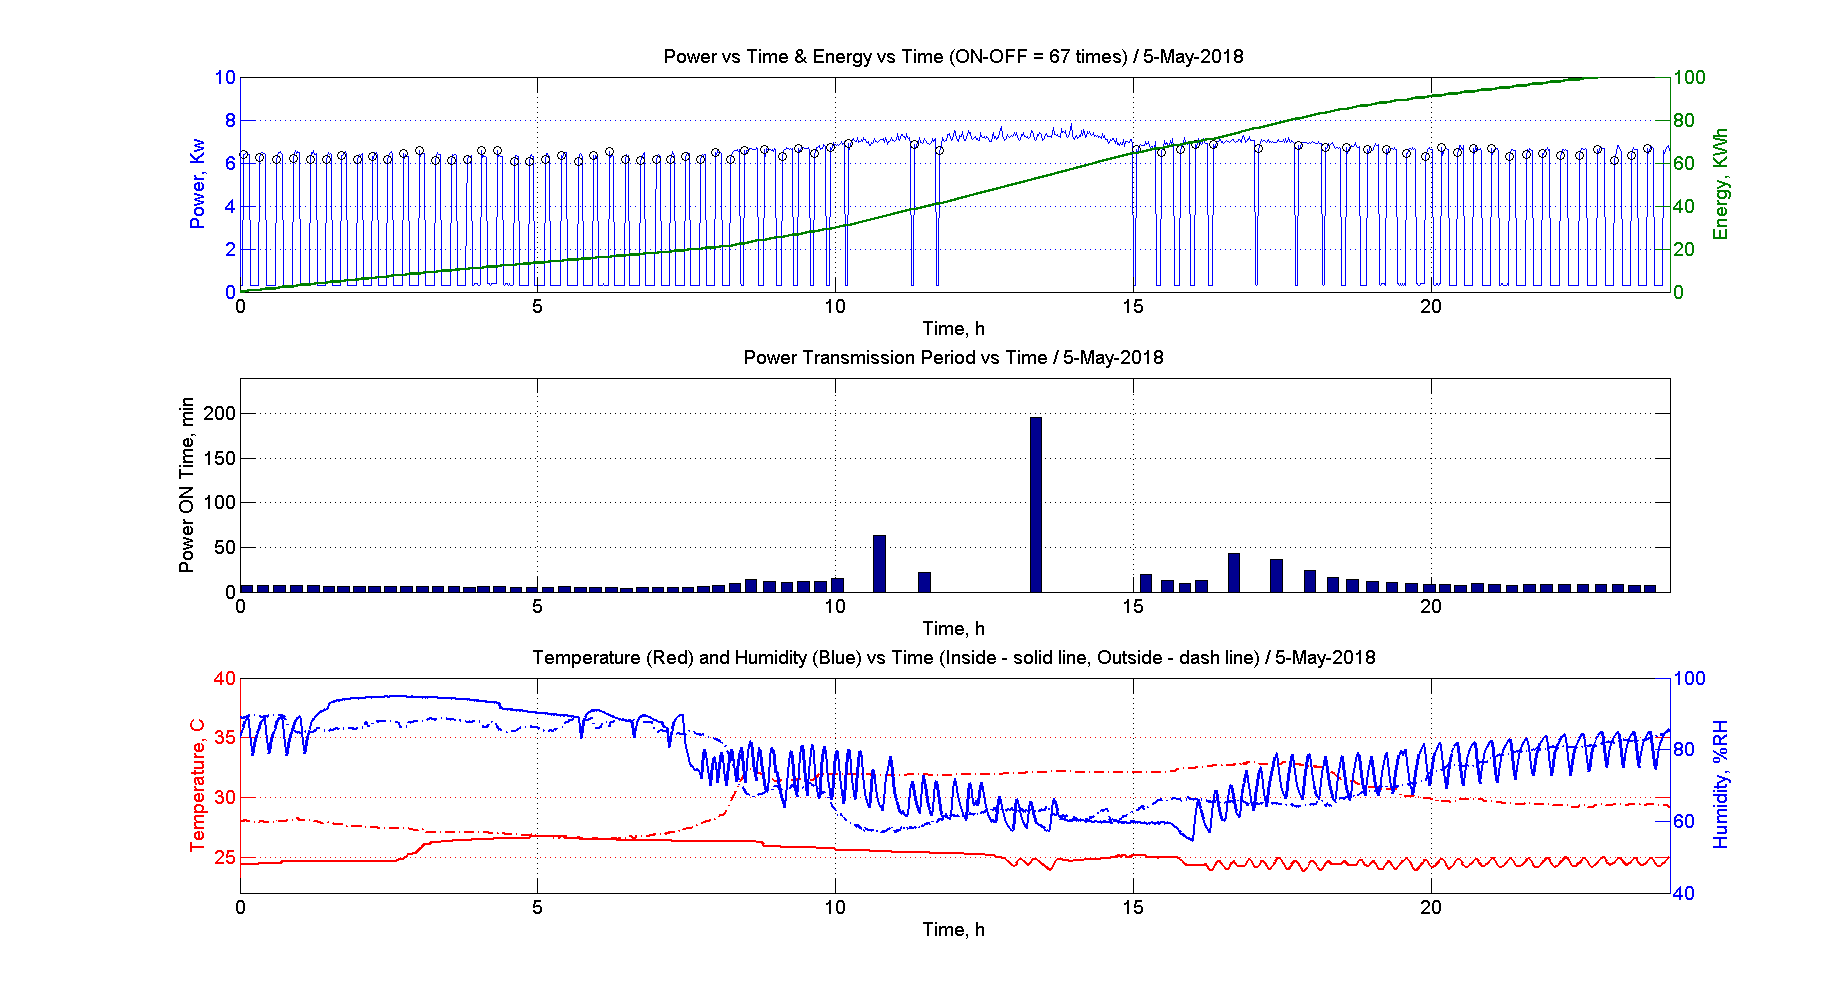 Power vs Time & Energy vs Time (ON-OFF = 67 times) / 5-May-2018
10
8
6
4
2
0
Power, Kw
100
80
60
40
20
0
Energy, KWh
0 5 10 15 20
Time, h
Power Transmission Period vs Time / 5-May-2018
200
150
100
50
0
Power ON Time, min
0 5 10 15 20
Time, h
Temperature (Red) and Humidity (Blue) vs Time (Inside - solid line, Outside - dash line) / 5-May-2018
40
35
30
25
Temperature, C
100
80
60
40
Humidity, %RH
0 5 10 15 20
Time, h